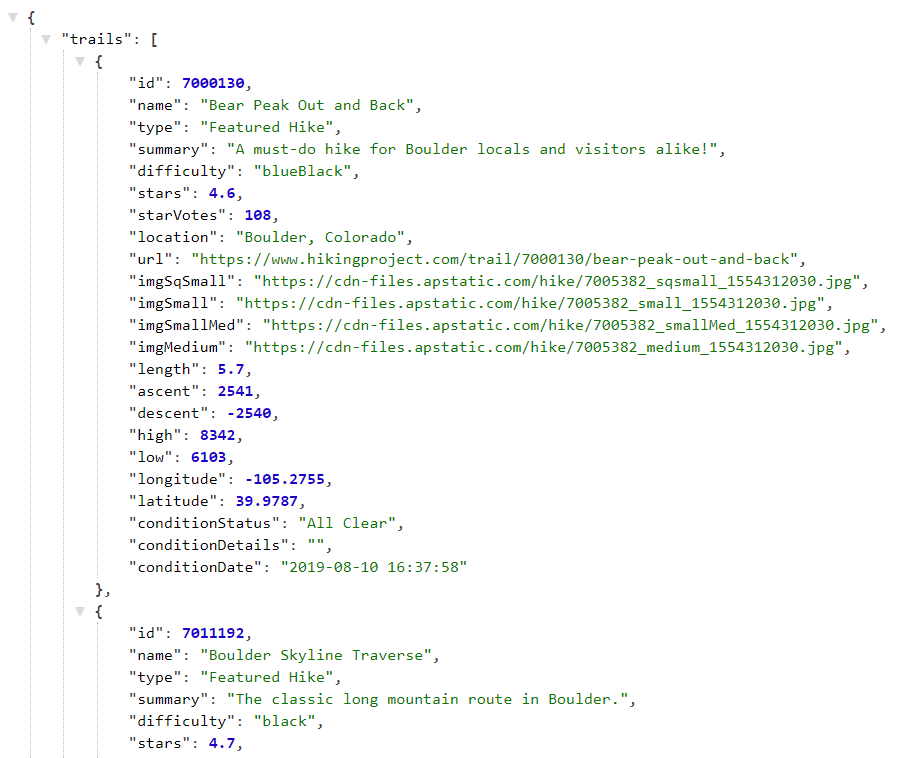 {
"trails": [
{
"id": 7000130,
"name": "Bear Peak Out and Back",
"type": "Featured Hike",
"summary": "A must-do hike for Boulder locals and visitors alike!",
"difficulty": "blueBlack",
"stars": 4.6,
"starVotes": 108,
"location": "Boulder, Colorado",
"url": "https://www.hikingproject.com/trail/7000130/bear-peak-out-and-back",
"imgSqSmall": "https://cdn-files.apstatic.com/hike/7005382_sqsmall_1554312030.jpg",
"imgSmall": "https://cdn-files.apstatic.com/hike/7005382_small_1554312030.jpg",
"imgSmallMed": "https://cdn-files.apstatic.com/hike/7005382_smallMed_1554312030.jpg",
"imgMedium": "https://cdn-files.apstatic.com/hike/7005382_medium_1554312030.jpg",
"length": 5.7,
"ascent": 2541,
"descent": -2540,
"high": 8342,
"low": 6103,
"longitude": -105.2755,
"latitude": 39.9787,
"conditionStatus": "All Clear",
"conditionDetails": "",
"conditionDate": "2019-08-10 16:37:58"
},
{
"id": 7011192,
"name": "Boulder Skyline Traverse",
"type": "Featured Hike",
"summary": "The classic long mountain route in Boulder.",
"difficulty": "black",
"stars": 4.7,